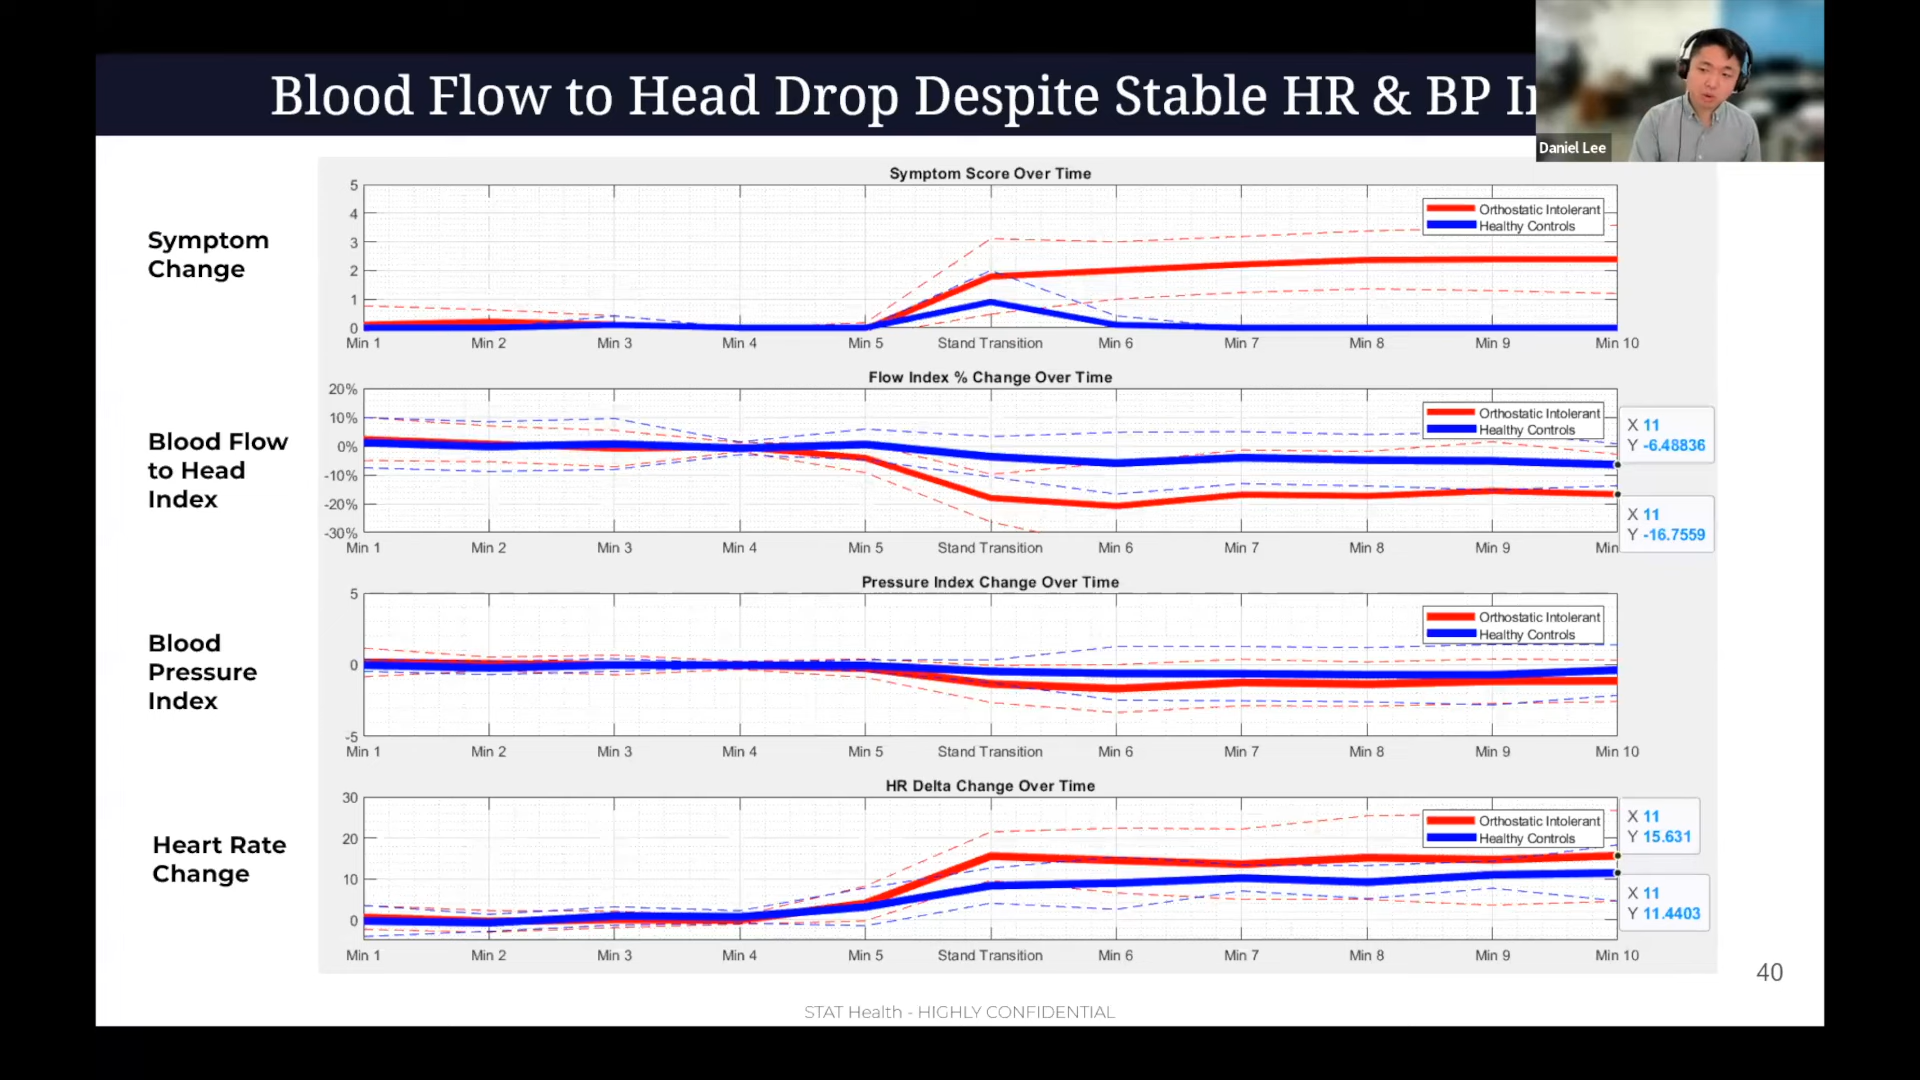 Blood Flow to Head Drop Despite Stable HR & BP
Daniel Lee
Symptom
Change
Symptom Score Over Time
5
4
3
2
1
0
Orthostatic Intolerant
Healthy Controls
Min 1 Min 2 Min 3 Min 4 Min 5 Stand Transition Min 6 Min 7 Min 8 Min 9 Min 10
Blood Flow
to Head
Index
Flow Index % Change Over Time
20%
10%
0%
-10%
-20%
-30%
Orthostatic Intolerant
Healthy Controls
X 11
Y -6.48836
X 11
Y -16.7559
Min 1 Min 2 Min 3 Min 4 Min 5 Stand Transition Min 6 Min 7 Min 8 Min 9 Min
Blood
Pressure
Index
Pressure Index Change Over Time
5
0
-5
Orthostatic Intolerant
Healthy Controls
Min 1 Min 2 Min 3 Min 4 Min 5 Stand Transition Min 6 Min 7 Min 8 Min 9 Min 10
Heart Rate
Change
HR Delta Change Over Time
30
20
10
0
Orthostatic Intolerant
Healthy Controls
X 11
Y 15.631
X 11
Y 11.4403
Min 1 Min 2 Min 3 Min 4 Min 5 Stand Transition Min 6 Min 7 Min 8 Min 9 Min 10
40
STAT Health - HIGHLY CONFIDENTIAL